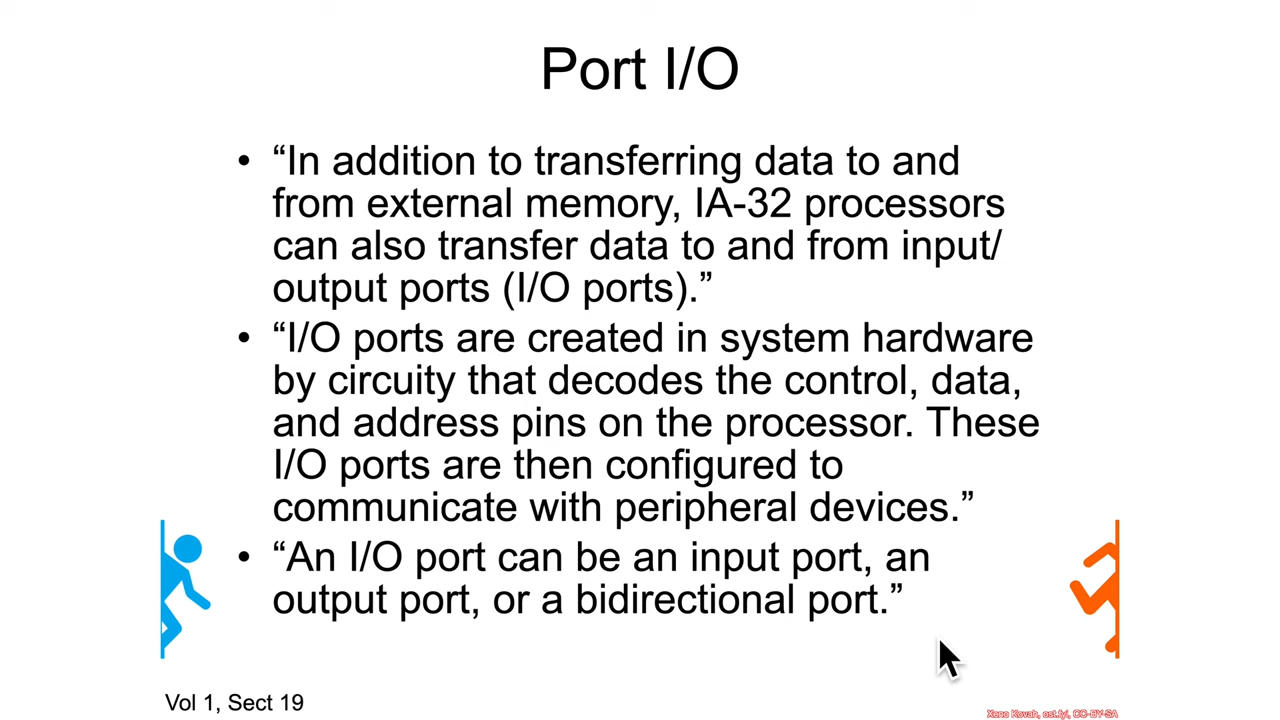 Port I/O
• “In addition to transferring data to and
from external memory, IA-32 processors
can also transfer data to and from input/
output ports (I/O ports).”
• “I/O ports are created in system hardware
by circuity that decodes the control, data,
and address pins on the processor. These
I/O ports are then configured to
communicate with peripheral devices.”
• “An I/O port can be an input port, an
output port, or a bidirectional port.”
Vol 1, Sect 19
Xeno Kovah, ost.fyi, CC-BY-SA